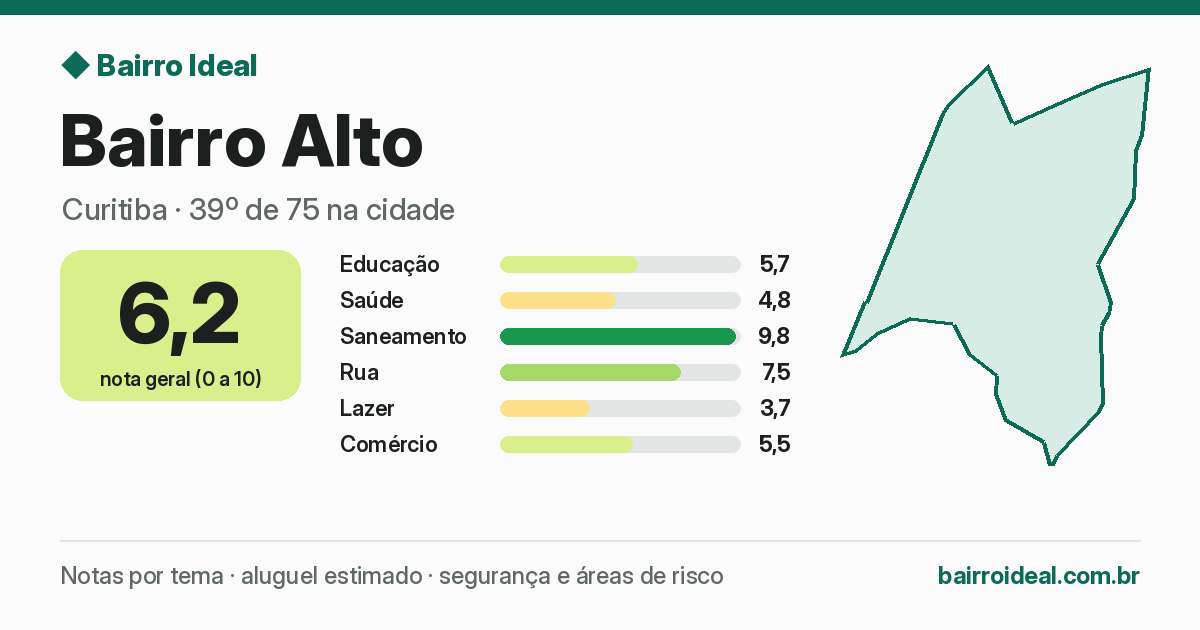 Bairro Ideal
Bairro Alto
Curitiba · 39º de 75 na cidade
6,2
nota geral (0 a 10)
Educação 5,7
Saúde 4,8
Saneamento 9,8
Rua 7,5
Lazer 3,7
Comércio 5,5
Notas por tema · aluguel estimado · segurança e áreas de risco
bairroideal.com.br